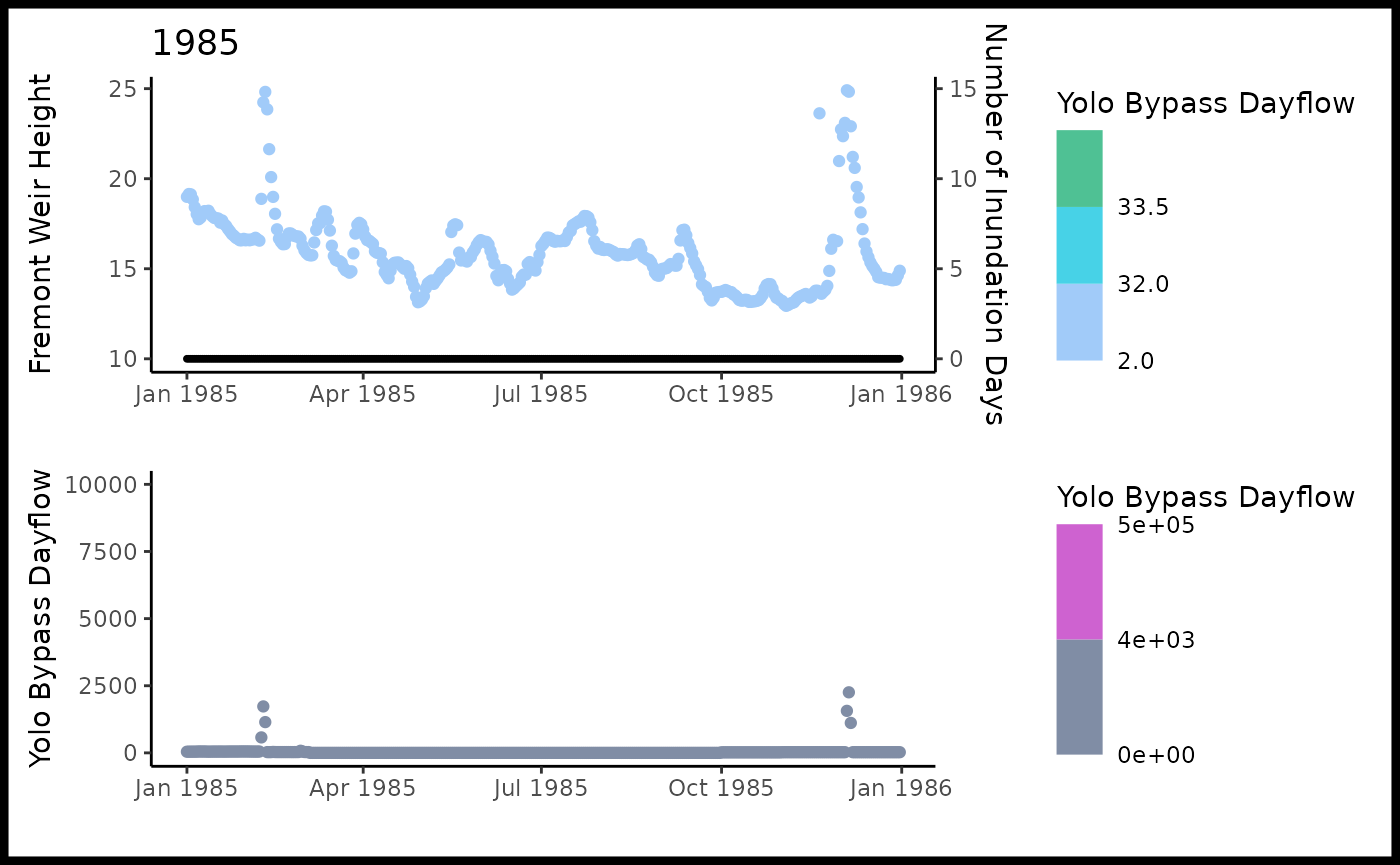 1985
Fremont Weir Height
25
20
15
10
Number of Inundation Days
15
10
5
0
Jan 1985 Apr 1985 Jul 1985 Oct 1985 Jan 1986
Yolo Bypass Dayflow
33.5
32.0
2.0
Yolo Bypass Dayflow
10000
7500
5000
2500
0
Jan 1985 Apr 1985 Jul 1985 Oct 1985 Jan 1986
Yolo Bypass Dayflow
5e+05
4e+03
0e+00